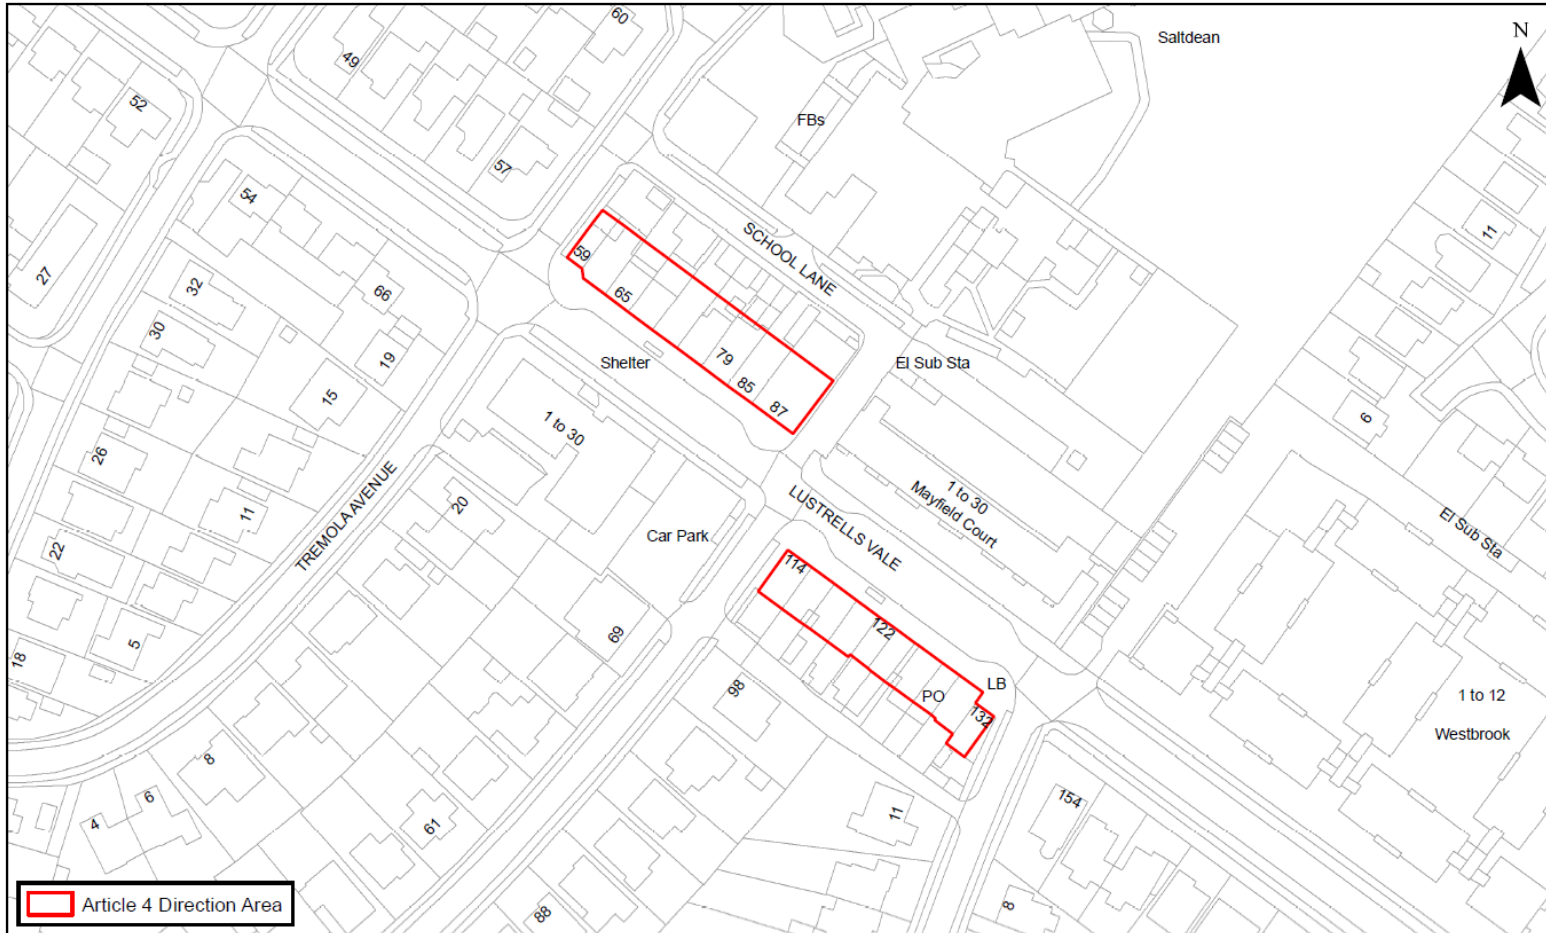 60
Saltdean
N
49
52
FBs
57
54
SCHOOL LANE
11
59
27
32
66
65
30
79
Shelter
El Sub Sta
19
85
15
87
6
1 to 30
26
1 to 30
Mayfield Court
LUSTRELLS VALE
20
11
TREMOLA AVENUE
El Sub Sta
Car Park
22
114
122
69
5
18
98
LB
PO
132
1 to 12
Westbrook
8
6
4
61
154
11
88
8
Article 4 Direction Area